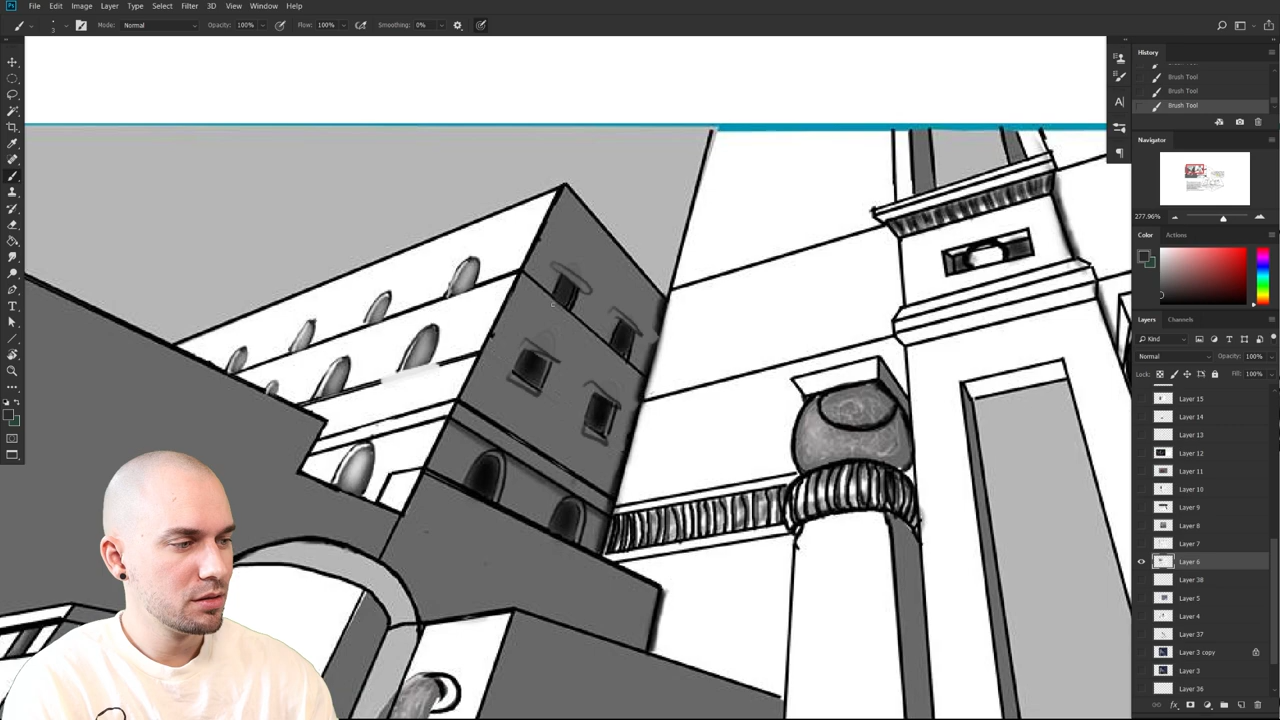 Ps File Edit Image Layer Type Select Filter 3D View Window Help
3 Mode: Normal Opacity: 100% Flow: 100% Smoothing: 0%
History
Brush Tool
Brush Tool
Brush Tool
Navigator
277.96%
Color Actions
Layers Channels
Kind
Normal Opacity: 100%
Lock: Fill: 100%
Layer 15
Layer 14
Layer 13
Layer 12
Layer 11
Layer 10
Layer 9
Layer 8
Layer 7
Layer 6
Layer 38
Layer 5
Layer 4
Layer 37
Layer 3 copy
Layer 3
Layer 36